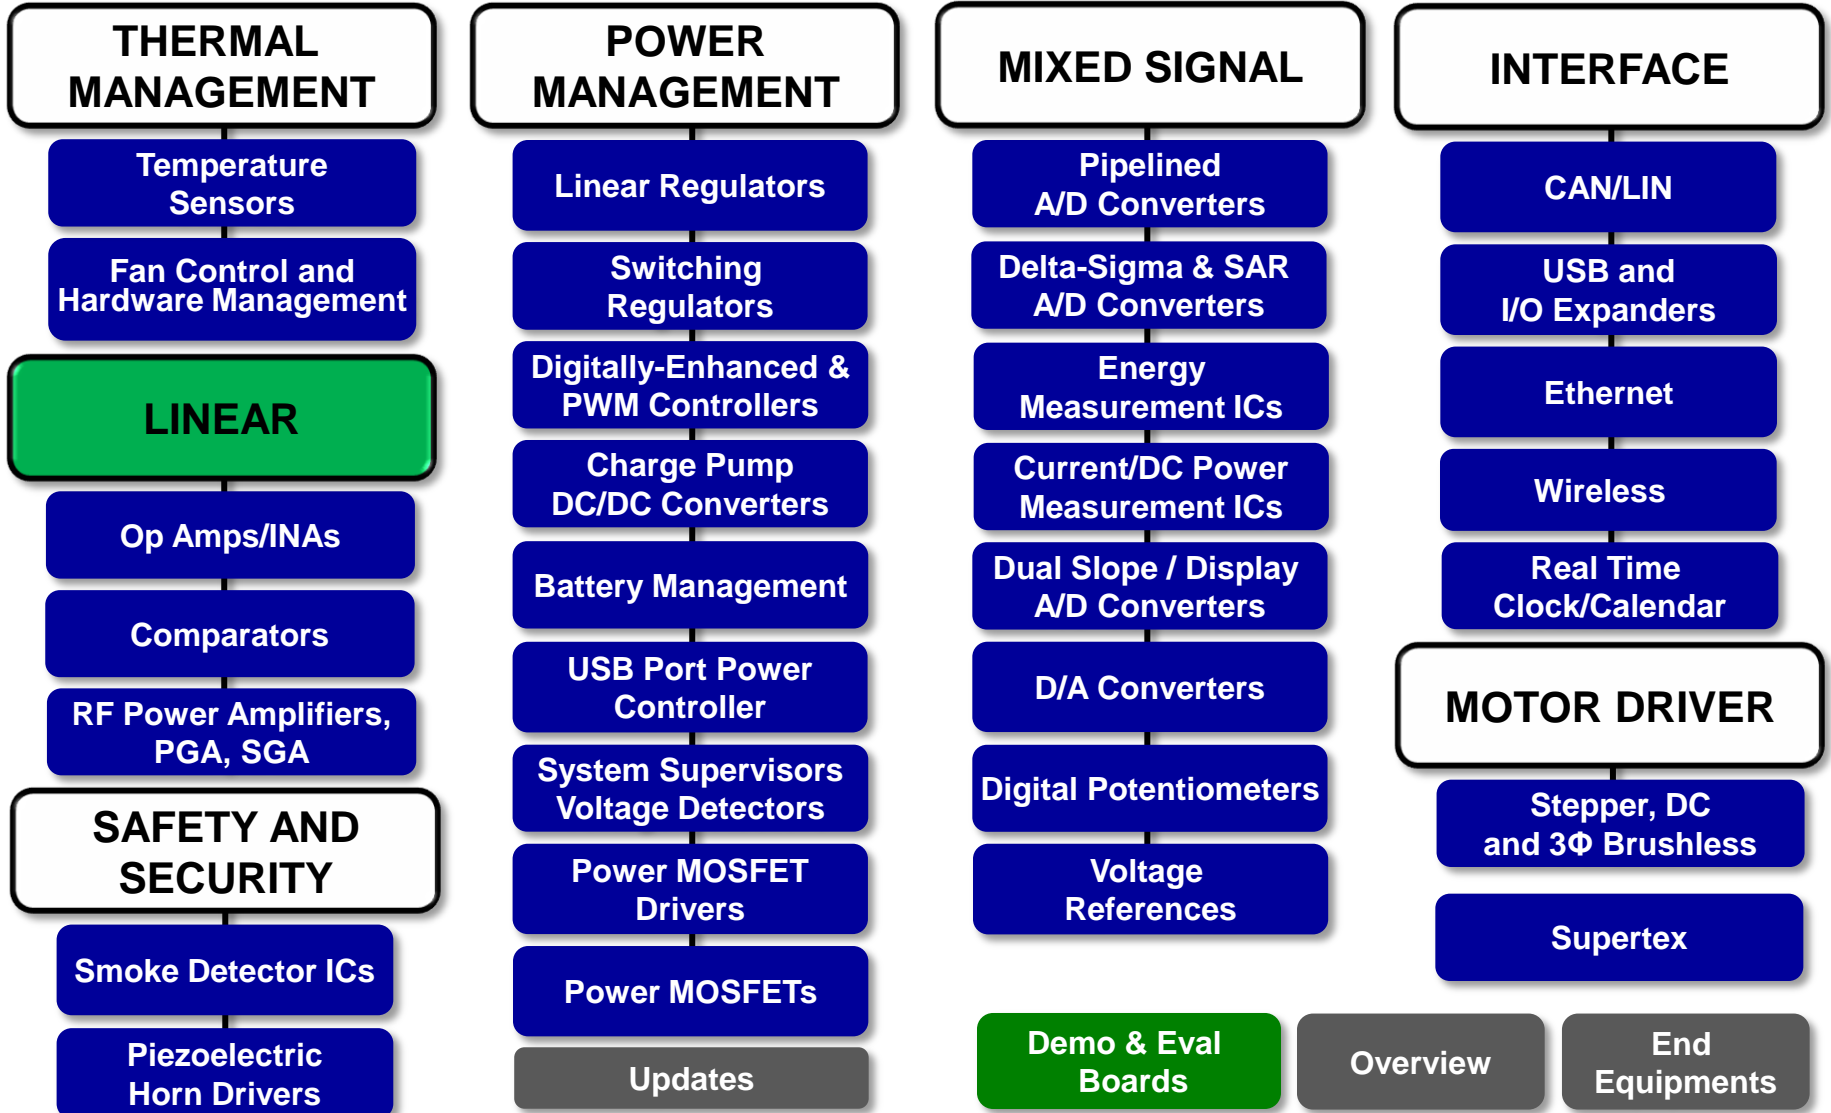 THERMAL
MANAGEMENT
Temperature
Sensors
Fan Control and
Hardware Management
LINEAR
Op Amps/INAs
Comparators
RF Power Amplifiers,
PGA, SGA
SAFETY AND
SECURITY
Smoke Detector ICs
Piezoelectric
Horn Drivers
POWER
MANAGEMENT
Linear Regulators
Switching
Regulators
Digitally-Enhanced &
PWM Controllers
Charge Pump
DC/DC Converters
Battery Management
USB Port Power
Controller
System Supervisors
Voltage Detectors
Power MOSFET
Drivers
Power MOSFETs
Updates
MIXED SIGNAL
Pipelined
A/D Converters
Delta-Sigma & SAR
A/D Converters
Energy
Measurement ICs
Current/DC Power
Measurement ICs
Dual Slope / Display
A/D Converters
D/A Converters
Digital Potentiometers
Voltage
References
INTERFACE
CAN/LIN
USB and
I/O Expanders
Ethernet
Wireless
Real Time
Clock/Calendar
MOTOR DRIVER
Stepper, DC
and 3Φ Brushless
Supertex
Demo & Eval
Boards
Overview
End
Equipments